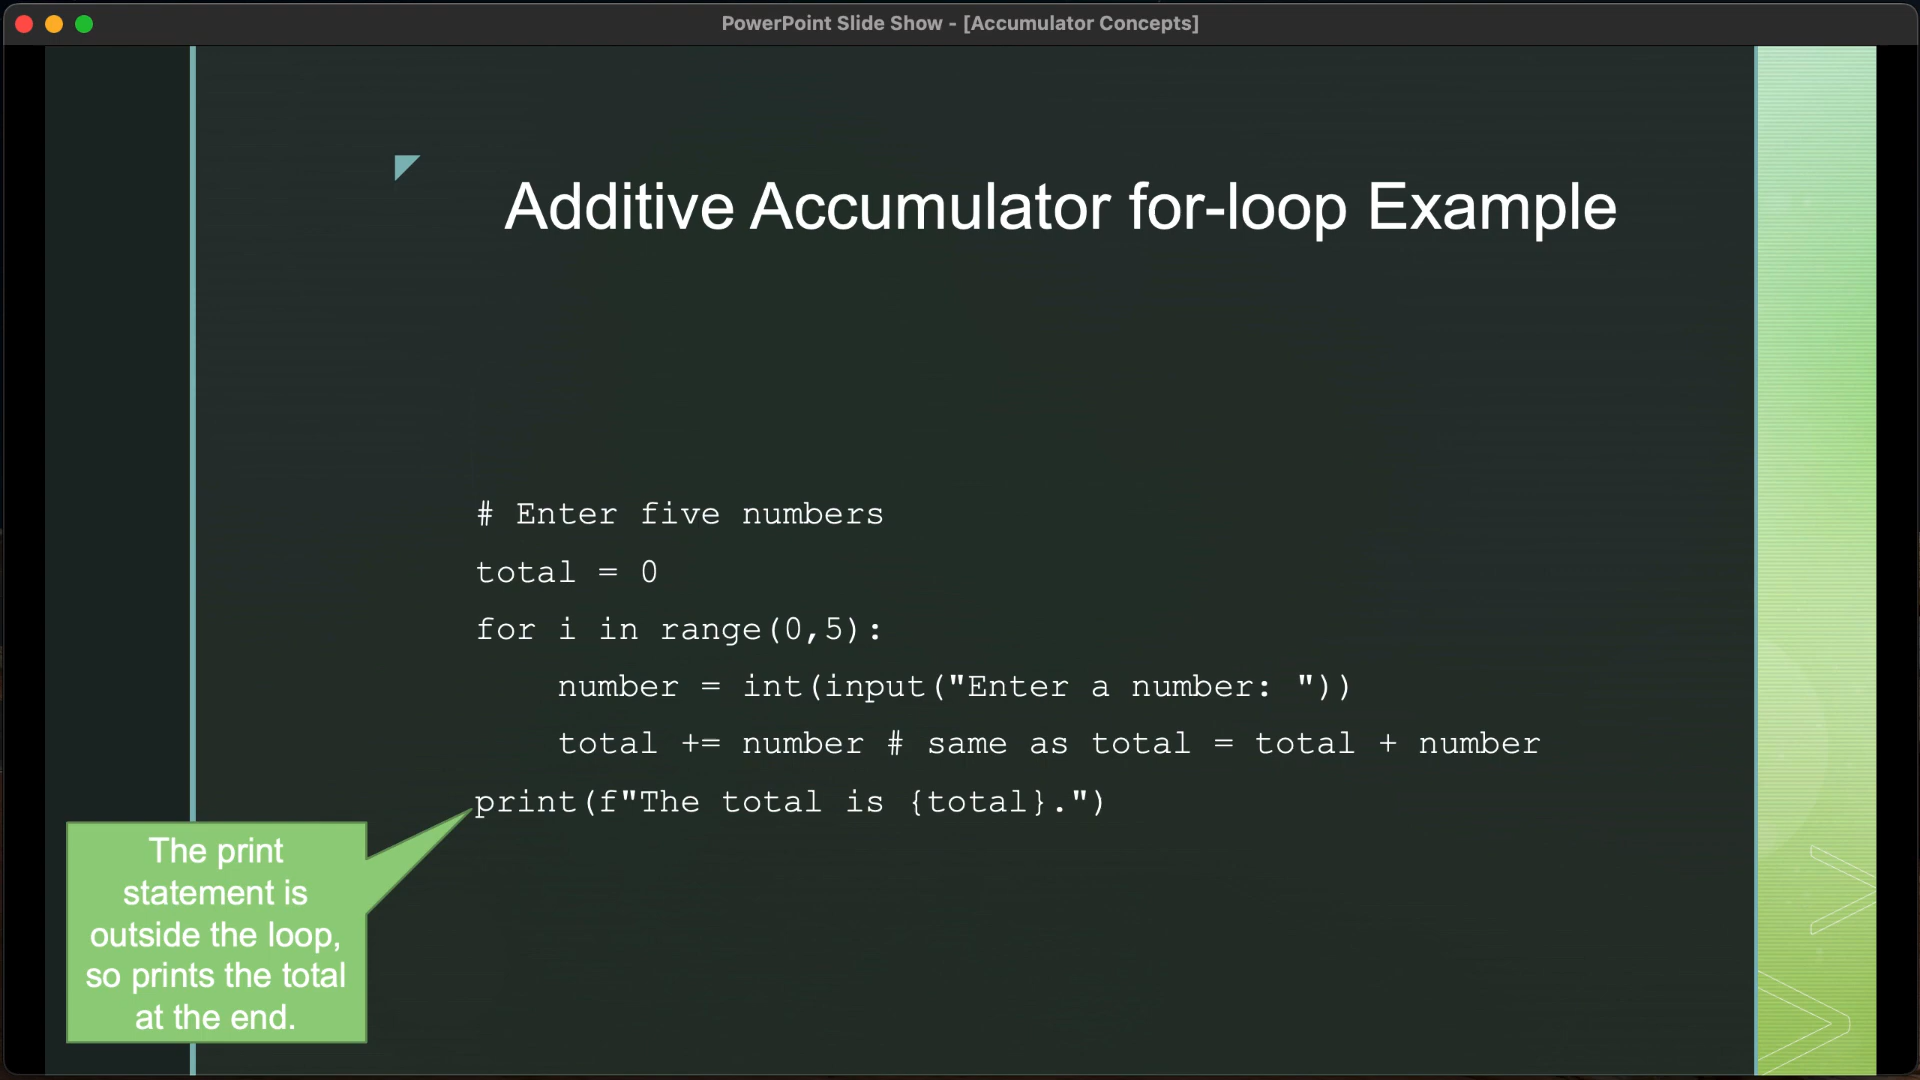 PowerPoint Slide Show - [Accumulator Concepts]
Additive Accumulator for-loop Example
# Enter five numbers
total = 0
for i in range(0,5):
    number = int(input("Enter a number: "))
    total += number # same as total = total + number
print(f"The total is {total}.")
The print
statement is
outside the loop,
so prints the total
at the end.